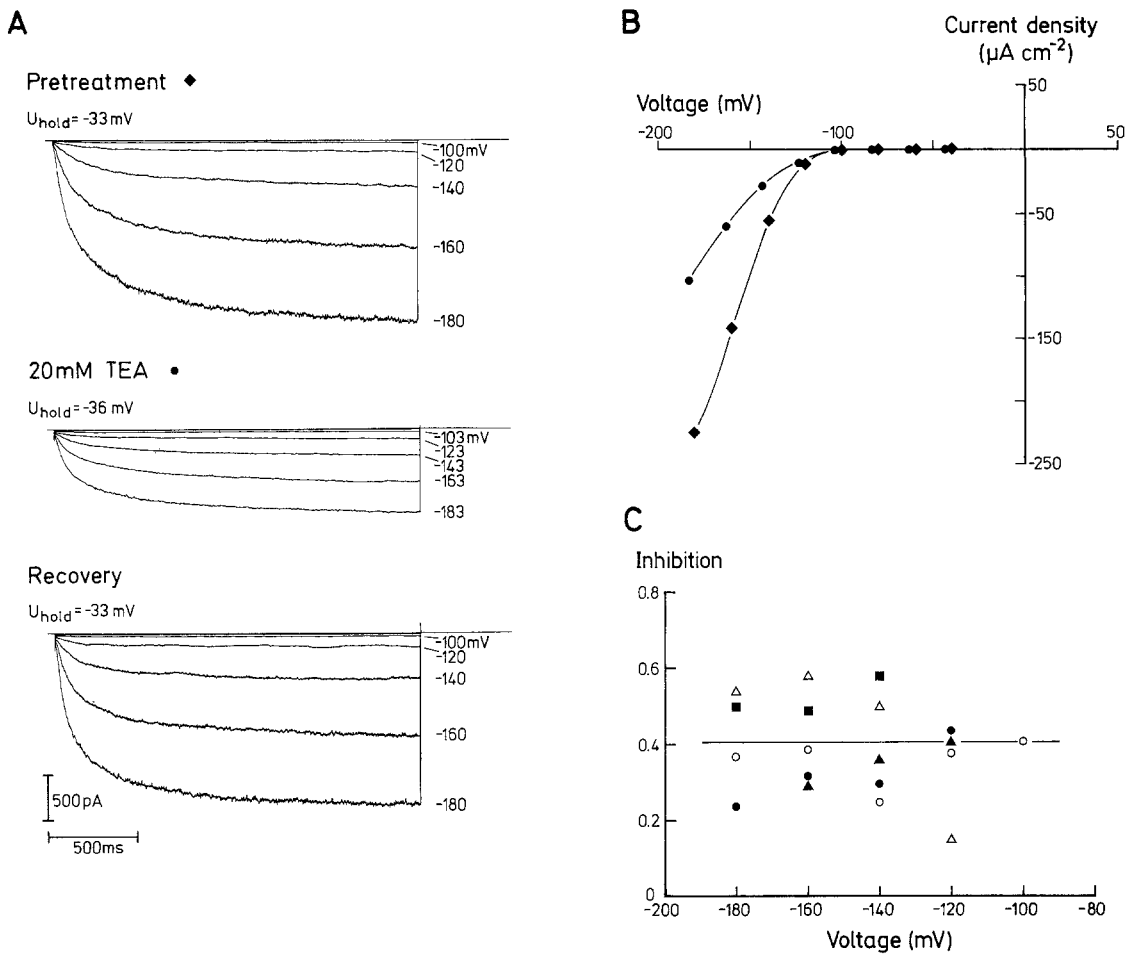 A
Pretreatment ◆
Uhold = -33 mV
-100mV
-120
-140
-160
-180
20mM TEA •
Uhold = -36 mV
-103mV
-123
-143
-163
-183
Recovery
Uhold = -33 mV
-100mV
-120
-140
-160
-180
500pA
500ms
B
Current density
(µA cm⁻²)
Voltage (mV)
50
-200
-100
50
-50
-150
-250
C
Inhibition
0.8
0.6
0.4
0.2
0
-200
-180
-160
-140
-120
-100
-80
Voltage (mV)